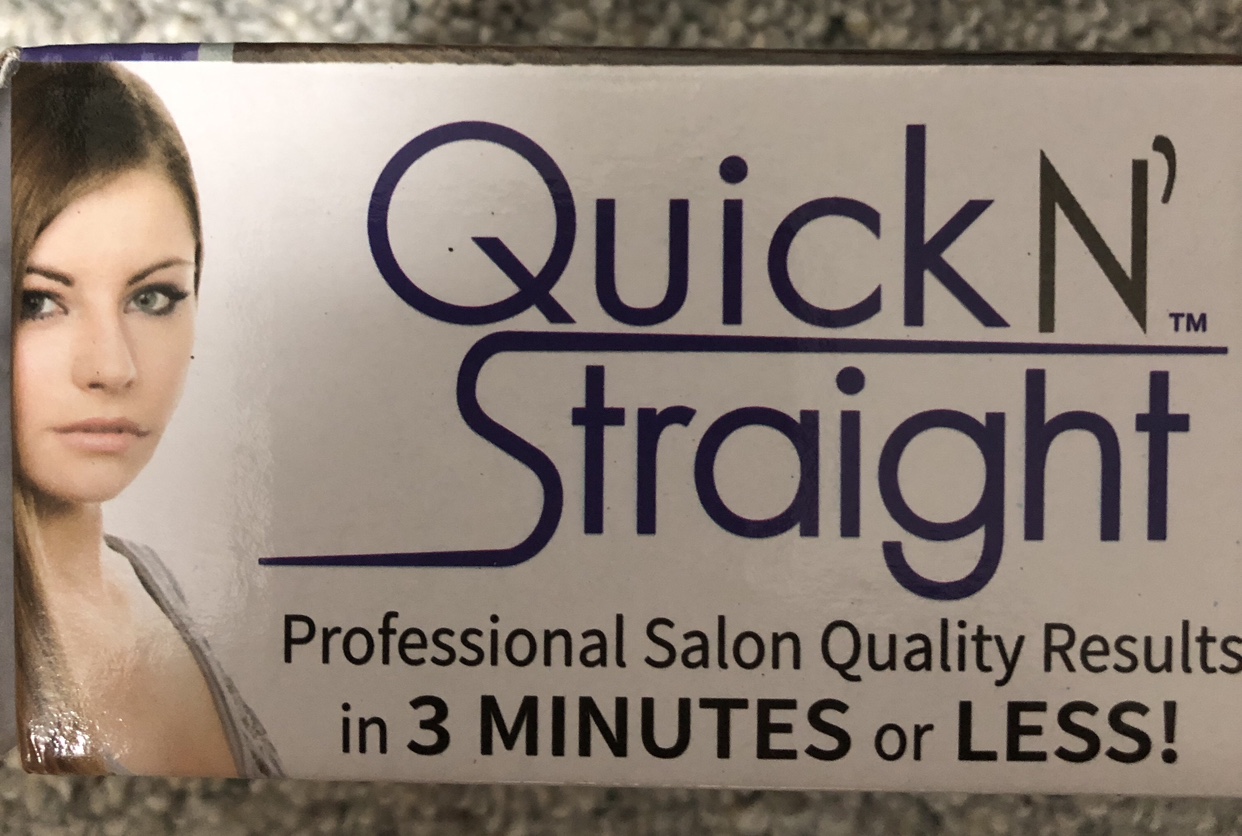 Quick N’™
Straight
Professional Salon Quality Results
in 3 MINUTES or LESS!